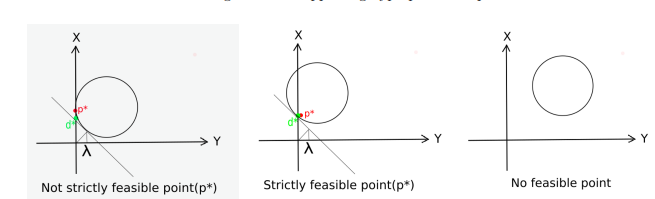 X
p*
d*
Y
λ
Not strictly feasible point(p*)
X
p*
d*
Y
λ
Strictly feasible point(p*)
X
Y
No feasible point